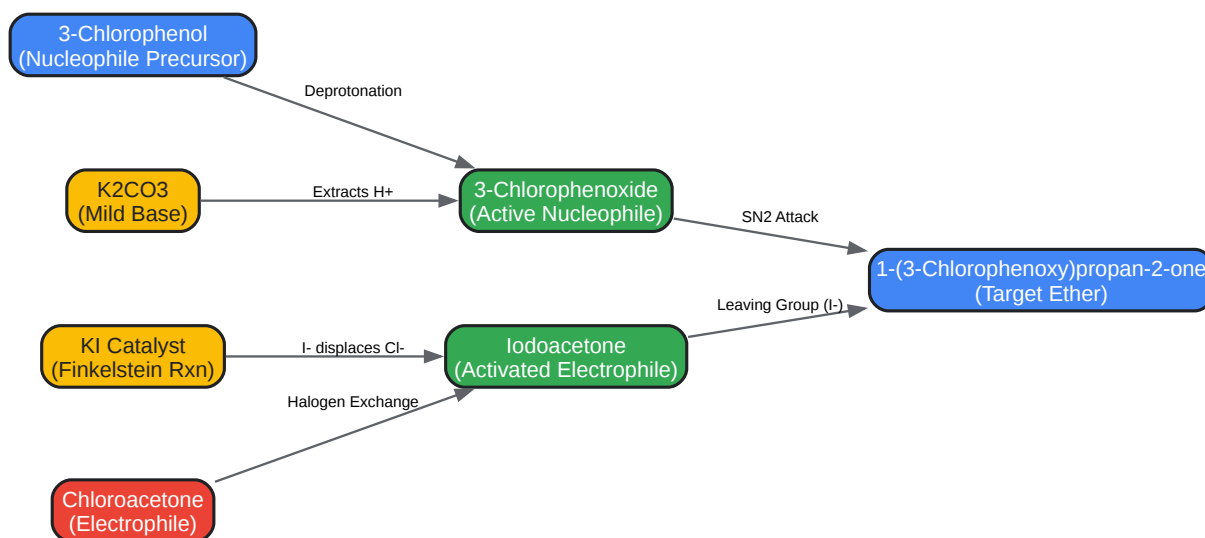 3-Chlorophenol
(Nucleophile Precursor)
Deprotonation
K2CO3
(Mild Base)
Extracts H+
3-Chlorophenoxide
(Active Nucleophile)
SN2 Attack
1-(3-Chlorophenoxy)propan-2-one
(Target Ether)
Leaving Group (I-)
KI Catalyst
(Finkelstein Rxn)
I- displaces Cl-
Iodoacetone
(Activated Electrophile)
Halogen Exchange
Chloroacetone
(Electrophile)